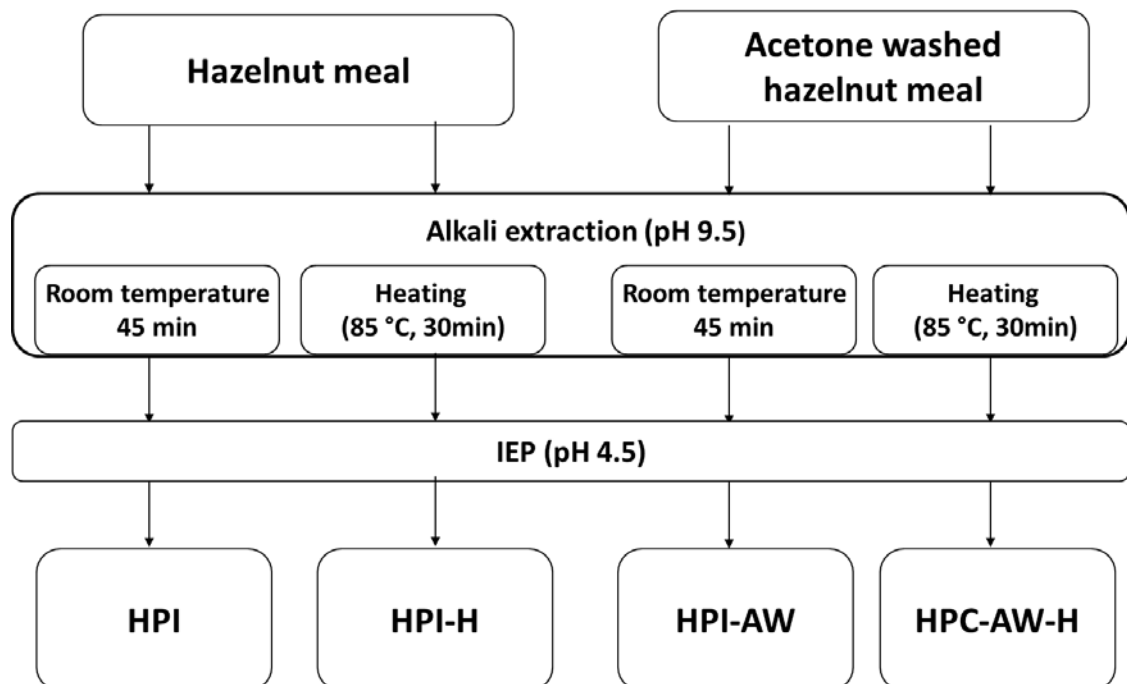 Hazelnut meal
Acetone washed
hazelnut meal
Alkali extraction (pH 9.5)
Room temperature
45 min
Heating
(85 °C, 30min)
Room temperature
45 min
Heating
(85 °C, 30min)
IEP (pH 4.5)
HPI
HPI-H
HPI-AW
HPC-AW-H